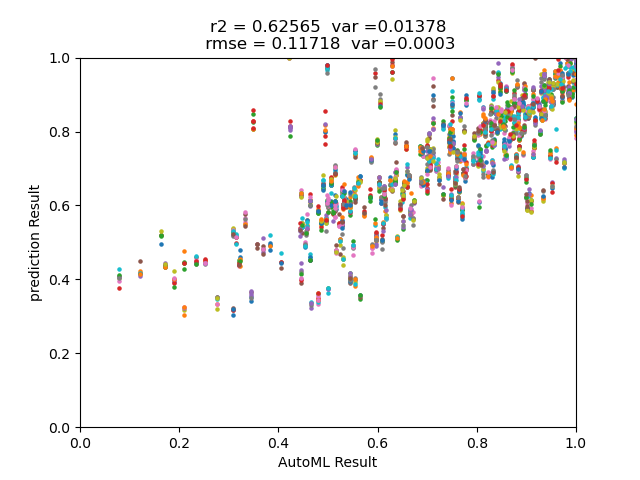 r2 = 0.62565  var =0.01378
rmse = 0.11718  var =0.0003
1.0
0.8
0.6
0.4
0.2
0.0
prediction Result
0.0 0.2 0.4 0.6 0.8 1.0
AutoML Result